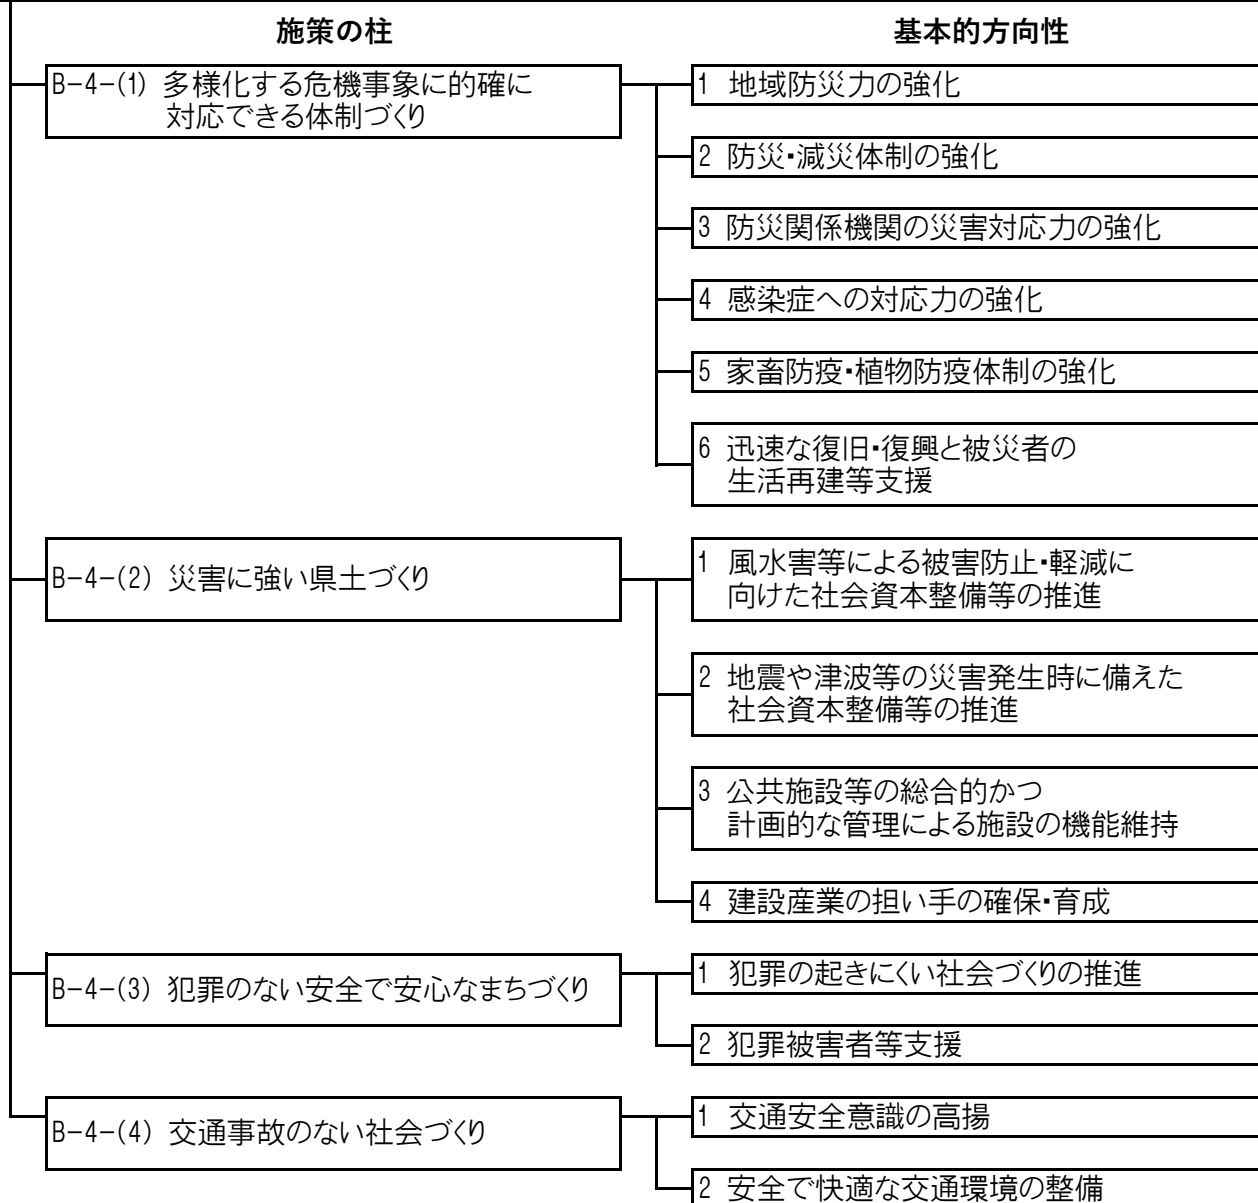 施策の柱
基本的方向性
B-4-(1) 多様化する危機事象に的確に
対応できる体制づくり
1 地域防災力の強化
2 防災・減災体制の強化
3 防災関係機関の災害対応力の強化
4 感染症への対応力の強化
5 家畜防疫・植物防疫体制の強化
6 迅速な復旧・復興と被災者の
生活再建等支援
B-4-(2) 災害に強い県土づくり
1 風水害等による被害防止・軽減に
向けた社会資本整備等の推進
2 地震や津波等の災害発生時に備えた
社会資本整備等の推進
3 公共施設等の総合的かつ
計画的な管理による施設の機能維持
4 建設産業の担い手の確保・育成
B-4-(3) 犯罪のない安全で安心なまちづくり
1 犯罪の起きにくい社会づくりの推進
2 犯罪被害者等支援
B-4-(4) 交通事故のない社会づくり
1 交通安全意識の高揚
2 安全で快適な交通環境の整備